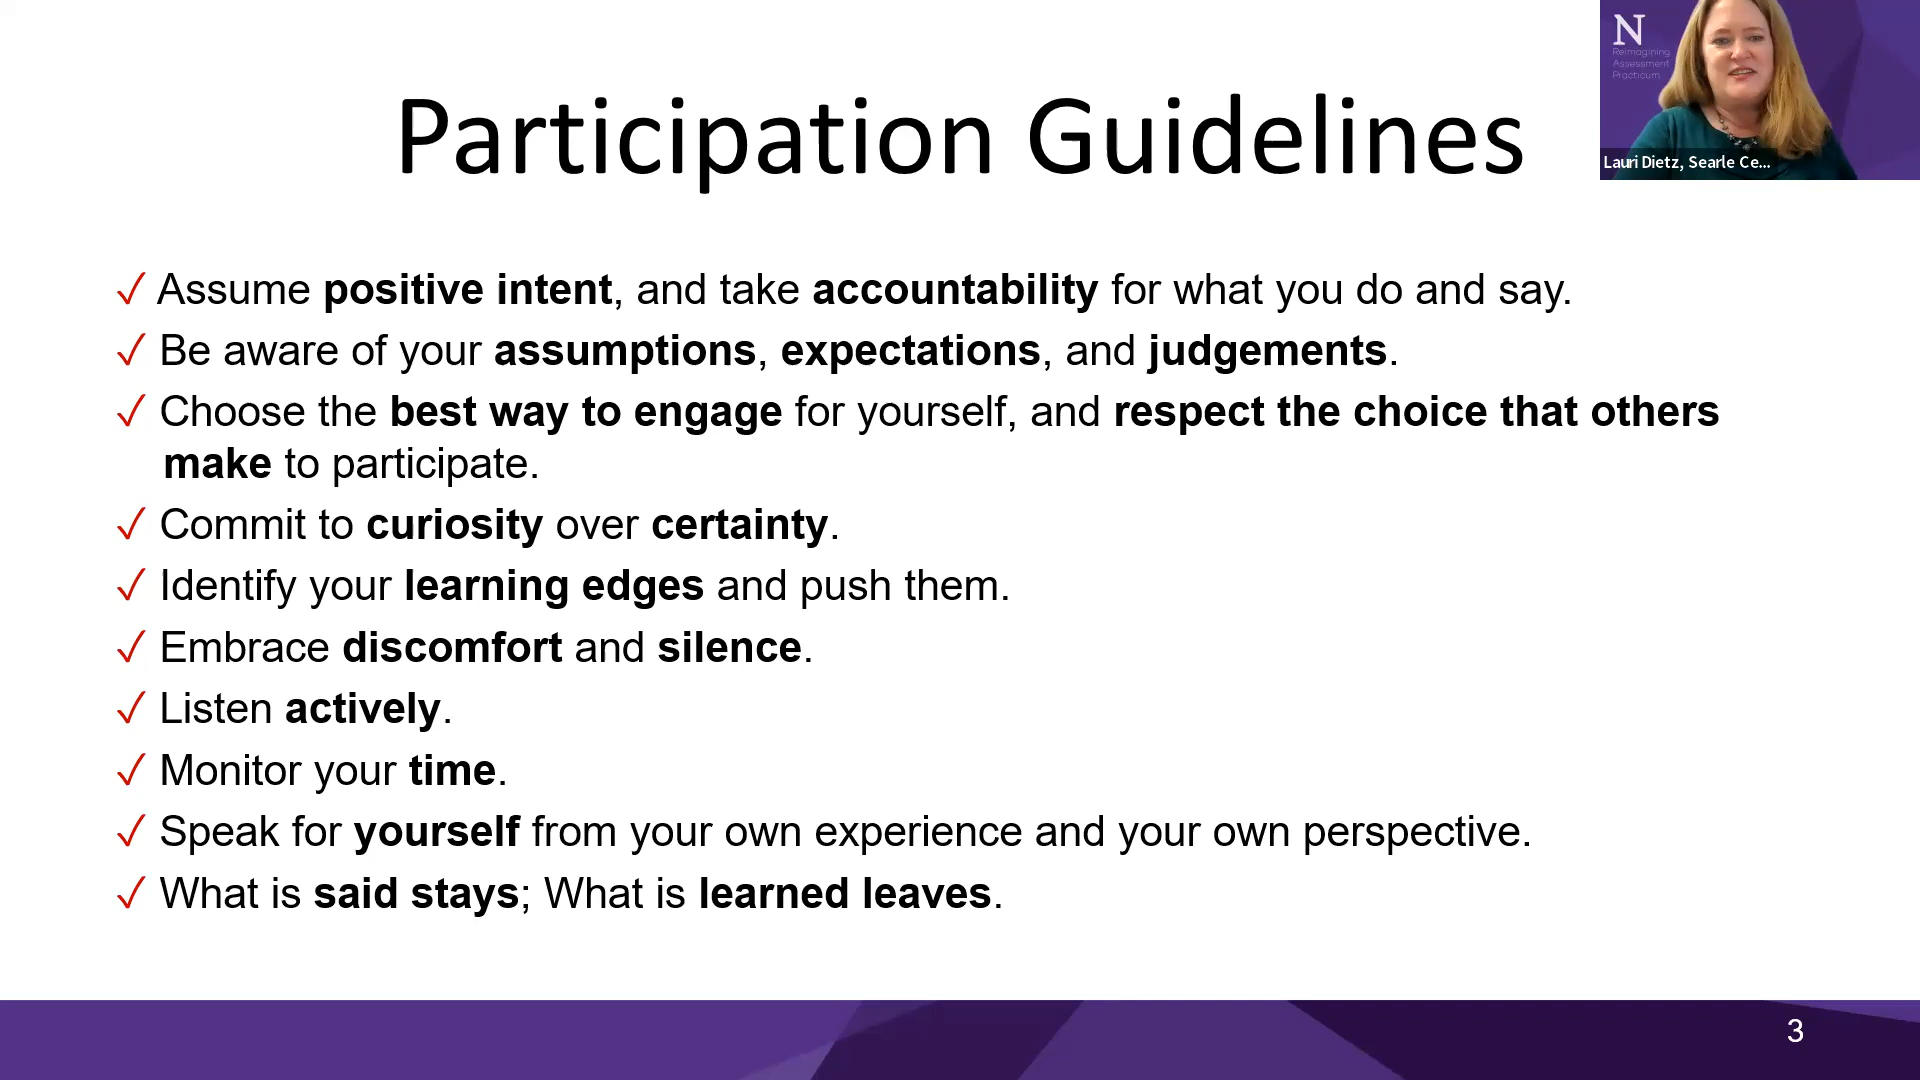 Participation Guidelines
N
Reimagining
Assessment
Practicum
Lauri Dietz, Searle Ce...
✓ Assume positive intent, and take accountability for what you do and say.
✓ Be aware of your assumptions, expectations, and judgements.
✓ Choose the best way to engage for yourself, and respect the choice that others
make to participate.
✓ Commit to curiosity over certainty.
✓ Identify your learning edges and push them.
✓ Embrace discomfort and silence.
✓ Listen actively.
✓ Monitor your time.
✓ Speak for yourself from your own experience and your own perspective.
✓ What is said stays; What is learned leaves.
3